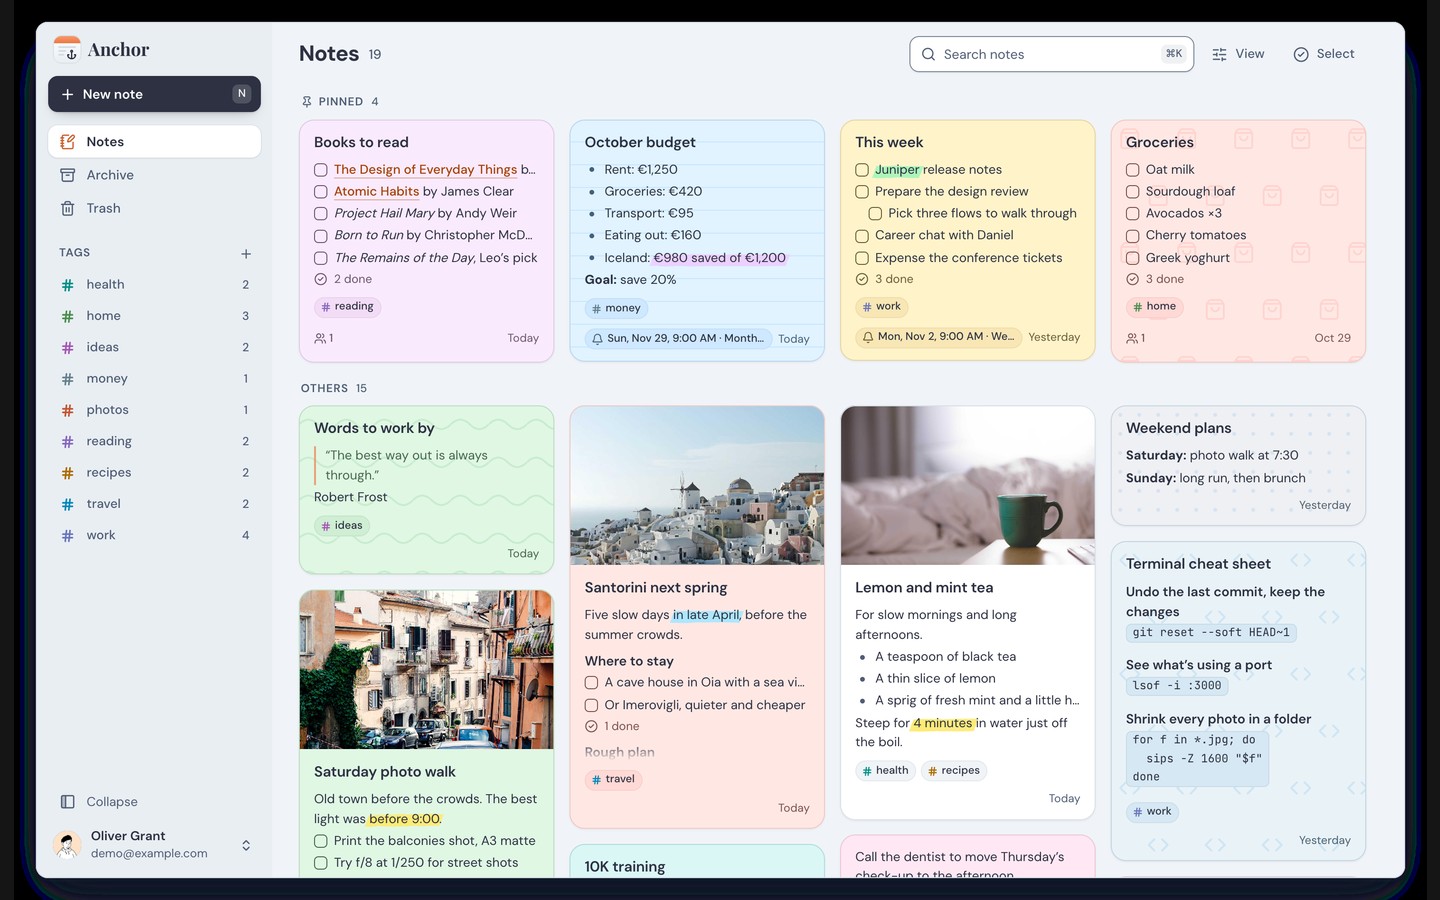 Anchor
New note N
Notes
Archive
Trash
TAGS
health 2
home 3
ideas 2
money 1
photos 1
reading 2
recipes 2
travel 2
work 4
Collapse
Oliver Grant
demo@example.com
Notes 19
Search notes ⌘K
View
Select
PINNED 4
Books to read
The Design of Everyday Things b…
Atomic Habits by James Clear
Project Hail Mary by Andy Weir
Born to Run by Christopher McD…
The Remains of the Day, Leo’s pick
2 done
# reading
1
Today
October budget
• Rent: €1,250
• Groceries: €420
• Transport: €95
• Eating out: €160
• Iceland: €980 saved of €1,200
Goal: save 20%
# money
Sun, Nov 29, 9:00 AM · Month…
Today
This week
Juniper release notes
Prepare the design review
Pick three flows to walk through
Career chat with Daniel
Expense the conference tickets
3 done
# work
Mon, Nov 2, 9:00 AM · We…
Yesterday
Groceries
Oat milk
Sourdough loaf
Avocados ×3
Cherry tomatoes
Greek yoghurt
3 done
# home
1
Oct 29
OTHERS 15
Words to work by
“The best way out is always
through.”
Robert Frost
# ideas
Today
Saturday photo walk
Old town before the crowds. The best
light was before 9:00.
Print the balconies shot, A3 matte
Try f/8 at 1/250 for street shots
Santorini next spring
Five slow days in late April, before the
summer crowds.
Where to stay
A cave house in Oia with a sea vi…
Or Imerovigli, quieter and cheaper
1 done
Rough plan
# travel
Today
10K training
Lemon and mint tea
For slow mornings and long
afternoons.
• A teaspoon of black tea
• A thin slice of lemon
• A sprig of fresh mint and a little h…
Steep for 4 minutes in water just off
the boil.
# health # recipes
Today
Call the dentist to move Thursday’s
check-up to the afternoon
Weekend plans
Saturday: photo walk at 7:30
Sunday: long run, then brunch
Yesterday
Terminal cheat sheet
Undo the last commit, keep the
changes
git reset --soft HEAD~1
See what’s using a port
lsof -i :3000
Shrink every photo in a folder
for f in *.jpg; do
sips -Z 1600 "$f"
done
# work
Yesterday